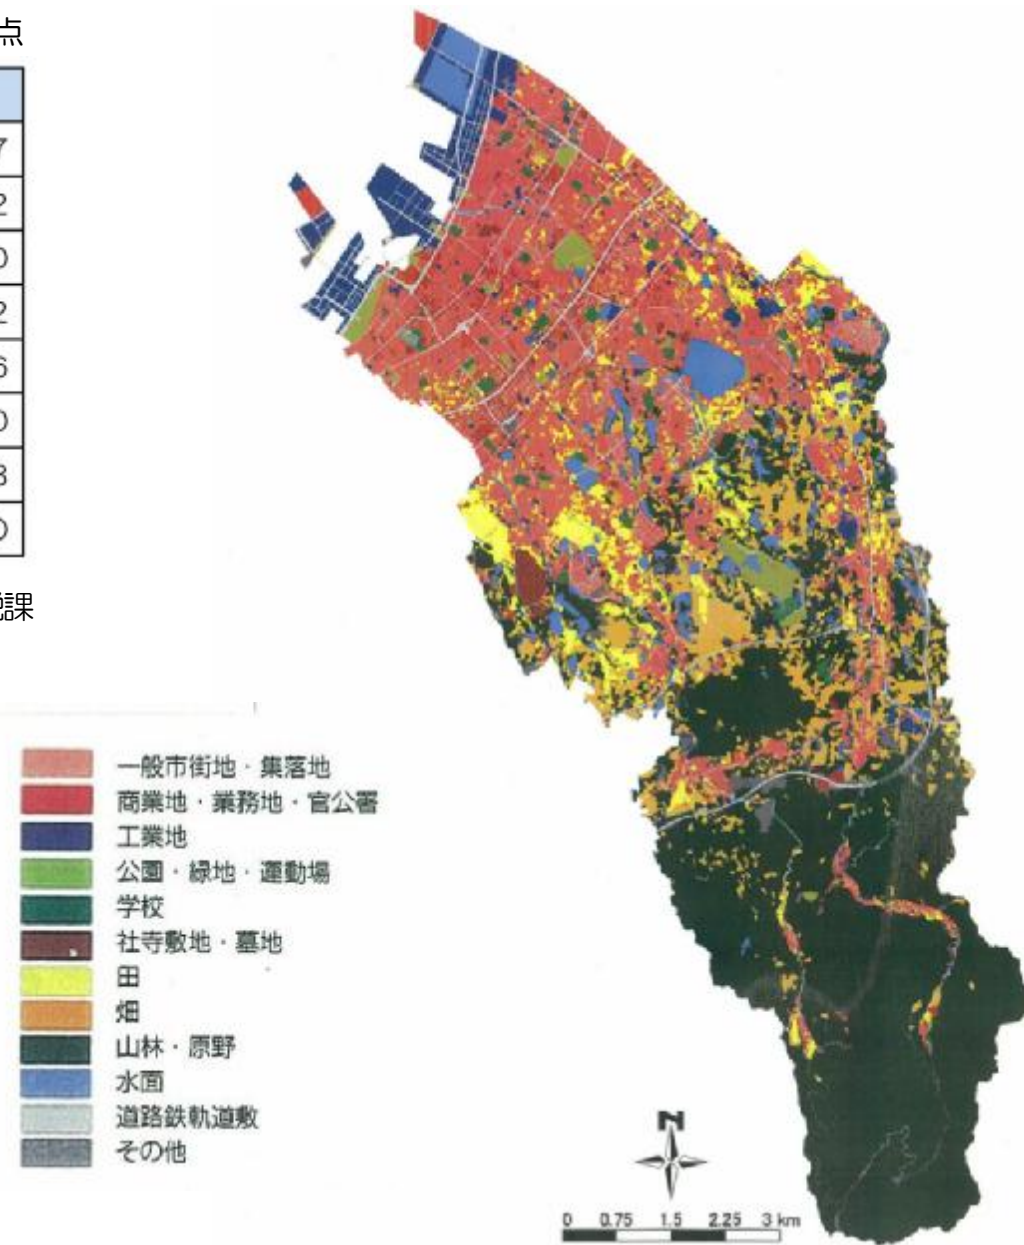 点
7
2
0
2
6
0
3
0
課
一般市街地・集落地
商業地・業務地・官公署
工業地
公園・緑地・運動場
学校
社寺敷地・墓地
田
畑
山林・原野
水面
道路鉄軌道敷
その他
N
0 0.75 1.5 2.25 3 km